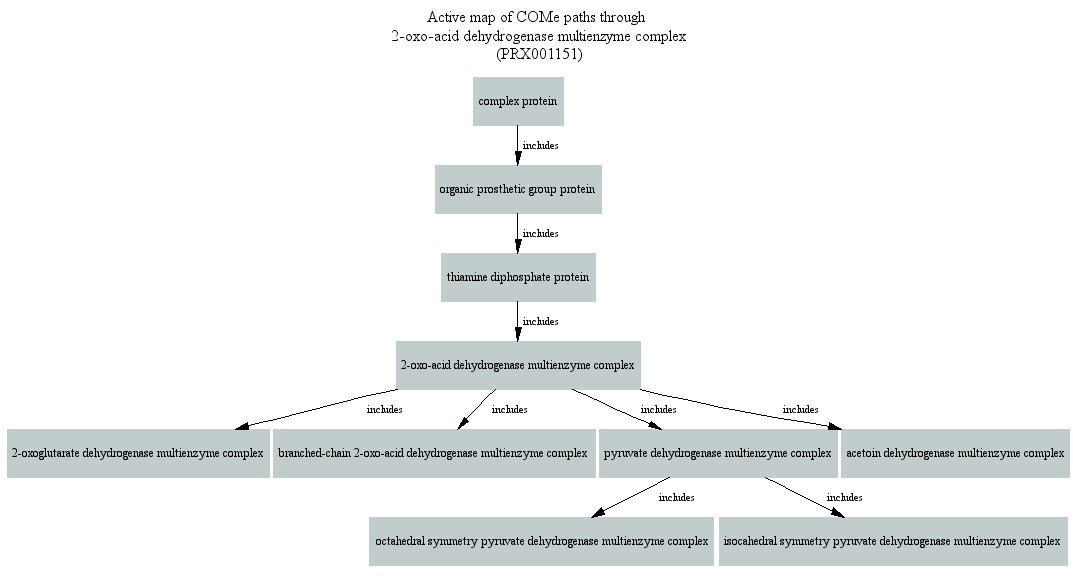 Active map of COMe paths through
2-oxo-acid dehydrogenase multienzyme complex
(PRX001151)
complex protein
includes
organic prosthetic group protein
includes
thiamine diphosphate protein
includes
2-oxo-acid dehydrogenase multienzyme complex
includes includes includes includes
2-oxoglutarate dehydrogenase multienzyme complex branched-chain 2-oxo-acid dehydrogenase multienzyme complex pyruvate dehydrogenase multienzyme complex acetoin dehydrogenase multienzyme complex
includes includes
octahedral symmetry pyruvate dehydrogenase multienzyme complex isocahedral symmetry pyruvate dehydrogenase multienzyme complex